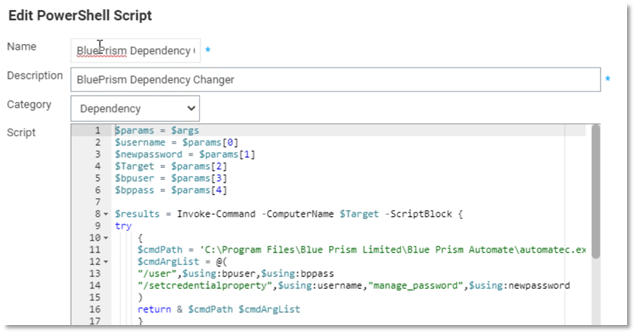 Edit PowerShell Script
Name BluePrism Dependency *
Description BluePrism Dependency Changer *
Category Dependency
Script
1 $params = $args
2 $username = $params[0]
3 $newpassword = $params[1]
4 $Target = $params[2]
5 $bpuser = $params[3]
6 $bppass = $params[4]
7
8 $results = Invoke-Command -ComputerName $Target -ScriptBlock {
9 try
10 {
11 $cmdPath = 'C:\Program Files\Blue Prism Limited\Blue Prism Automate\automatec.ex
12 $cmdArgList = @(
13 "/user",$using:bpuser,$using:bppass
14 "/setcredentialproperty",$using:username,"manage_password",$using:newpassword
15 )
16 return & $cmdPath $cmdArgList
17 }